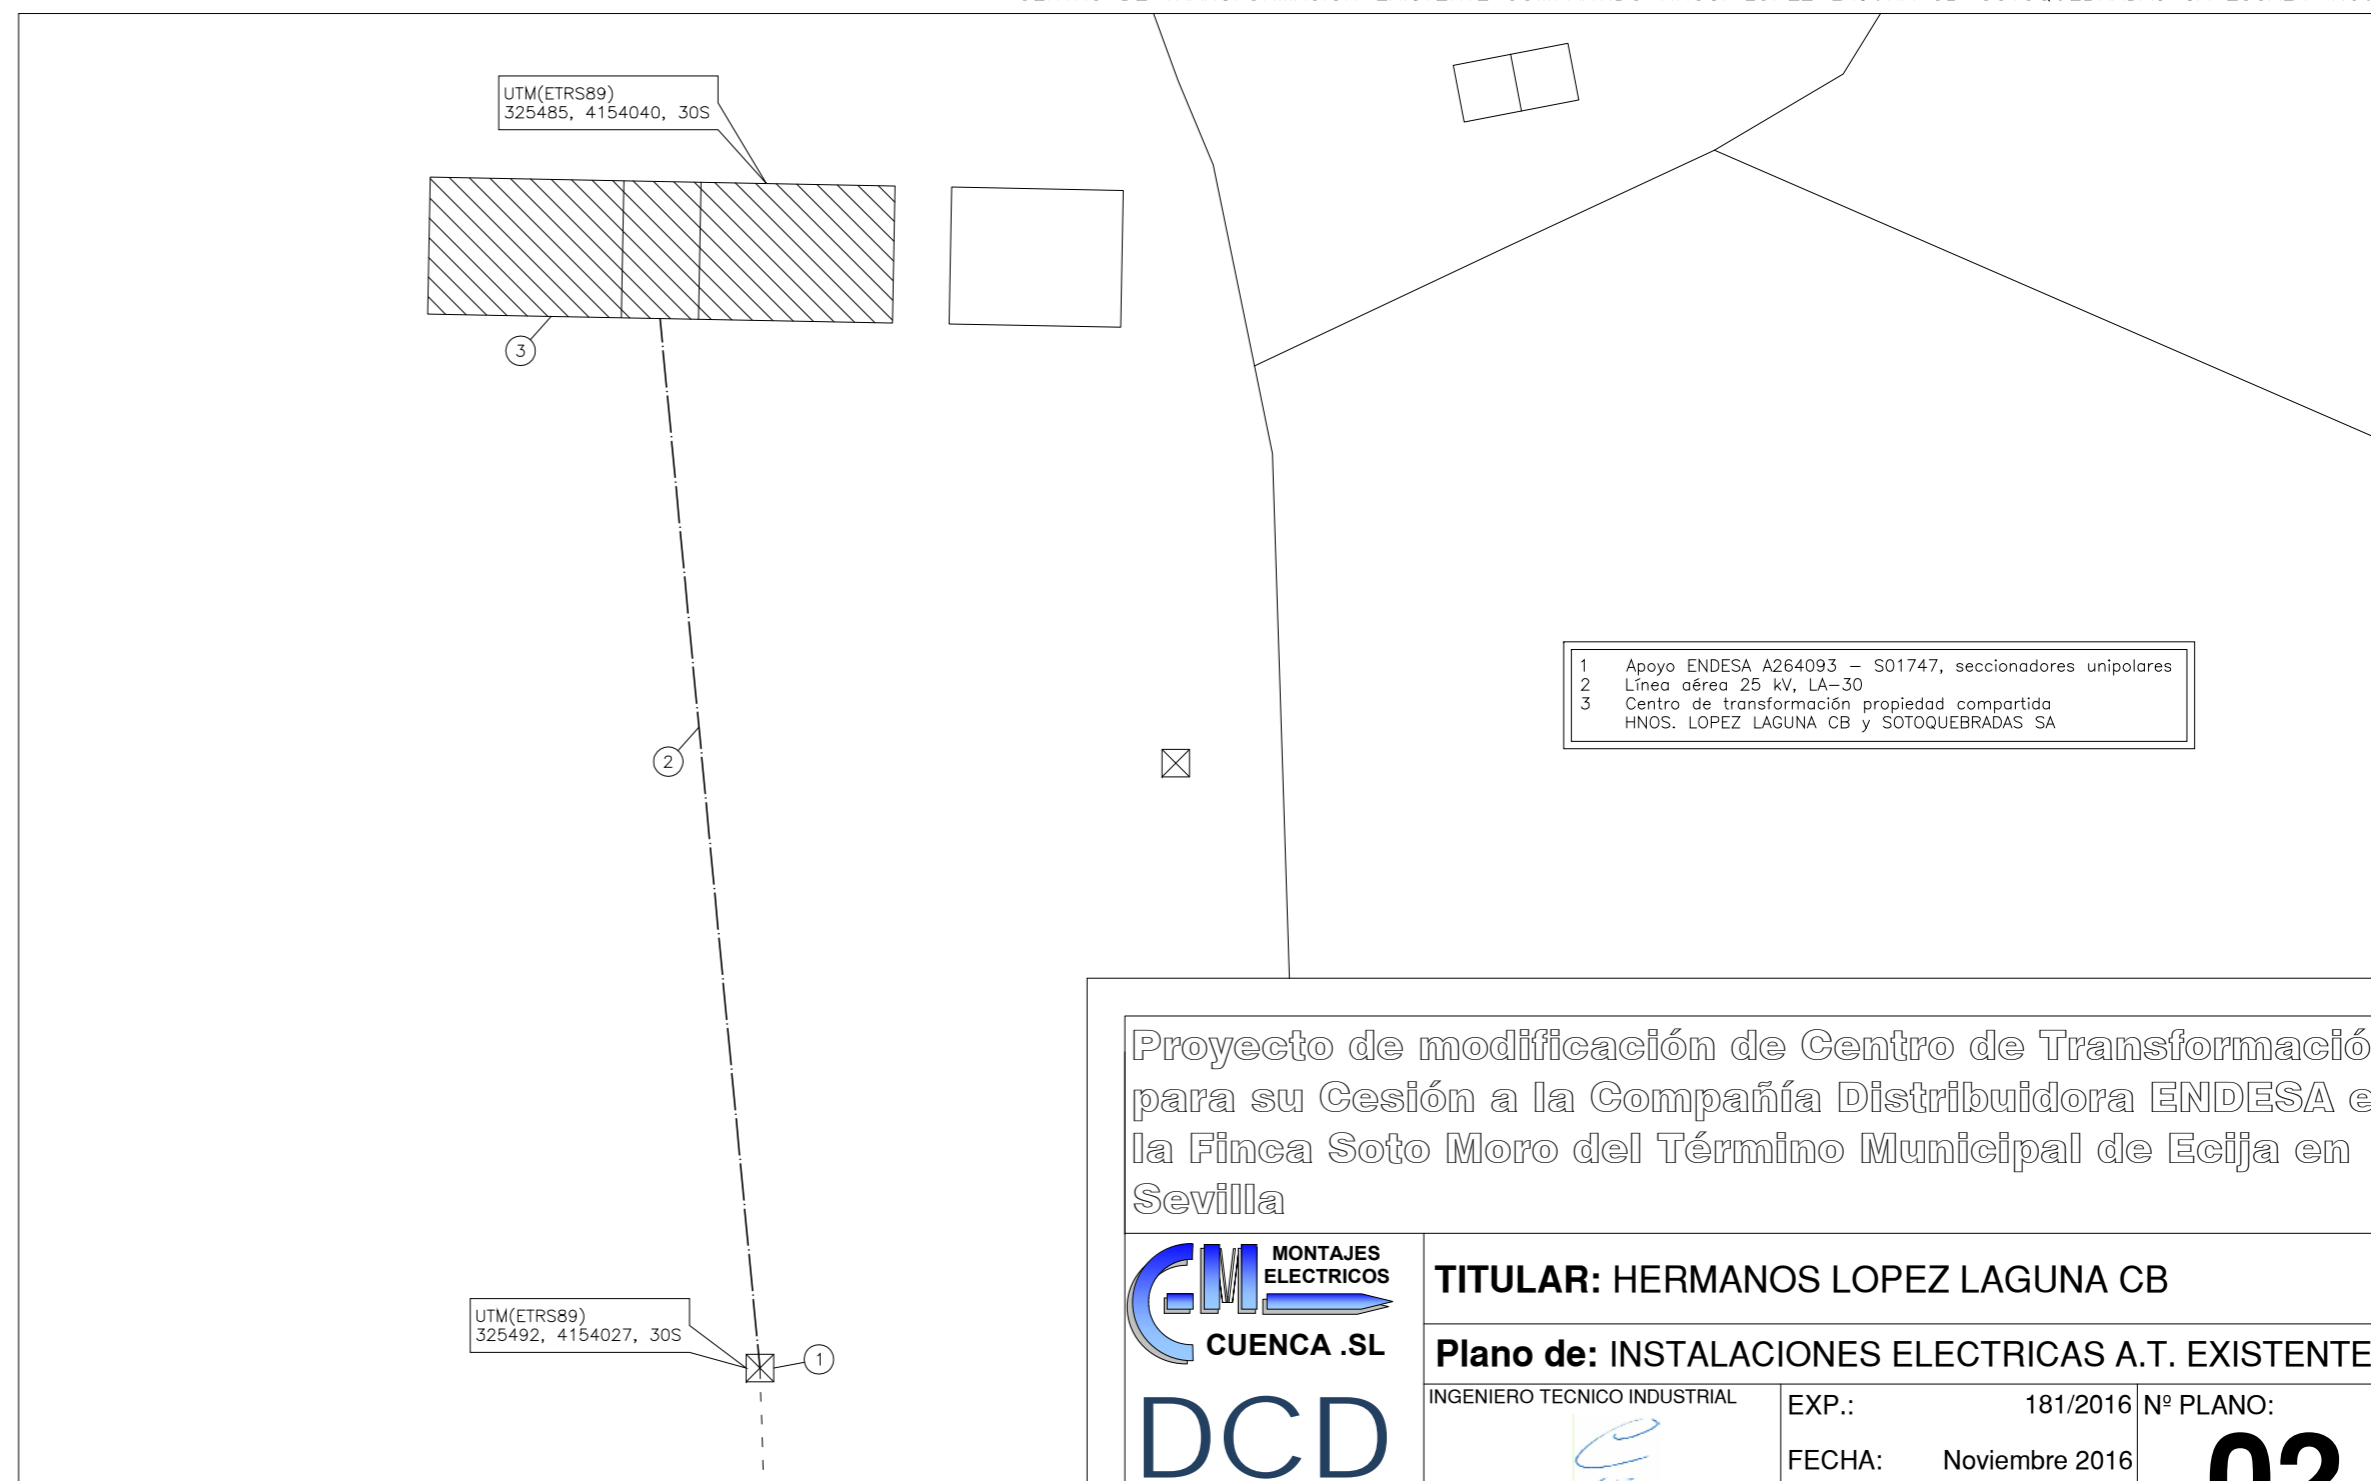 UTM(ETRS89)
325485, 4154040, 30S
3
2
1 Apoyo ENDESA A264093 – S01747, seccionadores unipolares
2 Línea aérea 25 kV, LA–30
3 Centro de transformación propiedad compartida
HNOS. LOPEZ LAGUNA CB y SOTOQUEBRADAS SA
UTM(ETRS89)
325492, 4154027, 30S
1
Proyecto de modificación de Centro de Transformació
para su Cesión a la Compañía Distribuidora ENDESA e
la Finca Soto Moro del Término Municipal de Ecija en
Sevilla
MONTAJES
ELECTRICOS
CUENCA .SL
DCD
TITULAR: HERMANOS LOPEZ LAGUNA CB
Plano de: INSTALACIONES ELECTRICAS A.T. EXISTENTE
INGENIERO TECNICO INDUSTRIAL
EXP.: 181/2016
FECHA: Noviembre 2016
Nº PLANO:
02